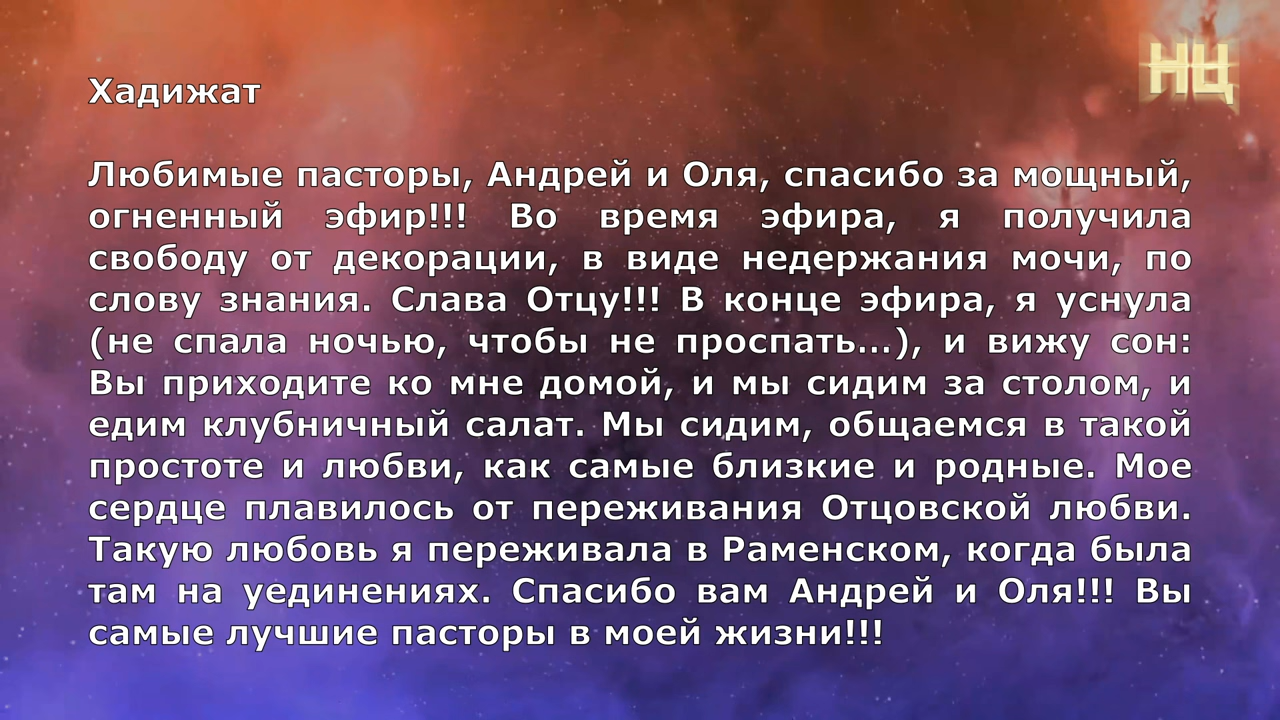 НЦ
Хадижат
Любимые пасторы, Андрей и Оля, спасибо за мощный,
огненный эфир!!! Во время эфира, я получила
свободу от декорации, в виде недержания мочи, по
слову знания. Слава Отцу!!! В конце эфира, я уснула
(не спала ночью, чтобы не проспать...), и вижу сон:
Вы приходите ко мне домой, и мы сидим за столом, и
едим клубничный салат. Мы сидим, общаемся в такой
простоте и любви, как самые близкие и родные. Мое
сердце плавилось от переживания Отцовской любви.
Такую любовь я переживала в Раменском, когда была
там на уединениях. Спасибо вам Андрей и Оля!!! Вы
самые лучшие пасторы в моей жизни!!!